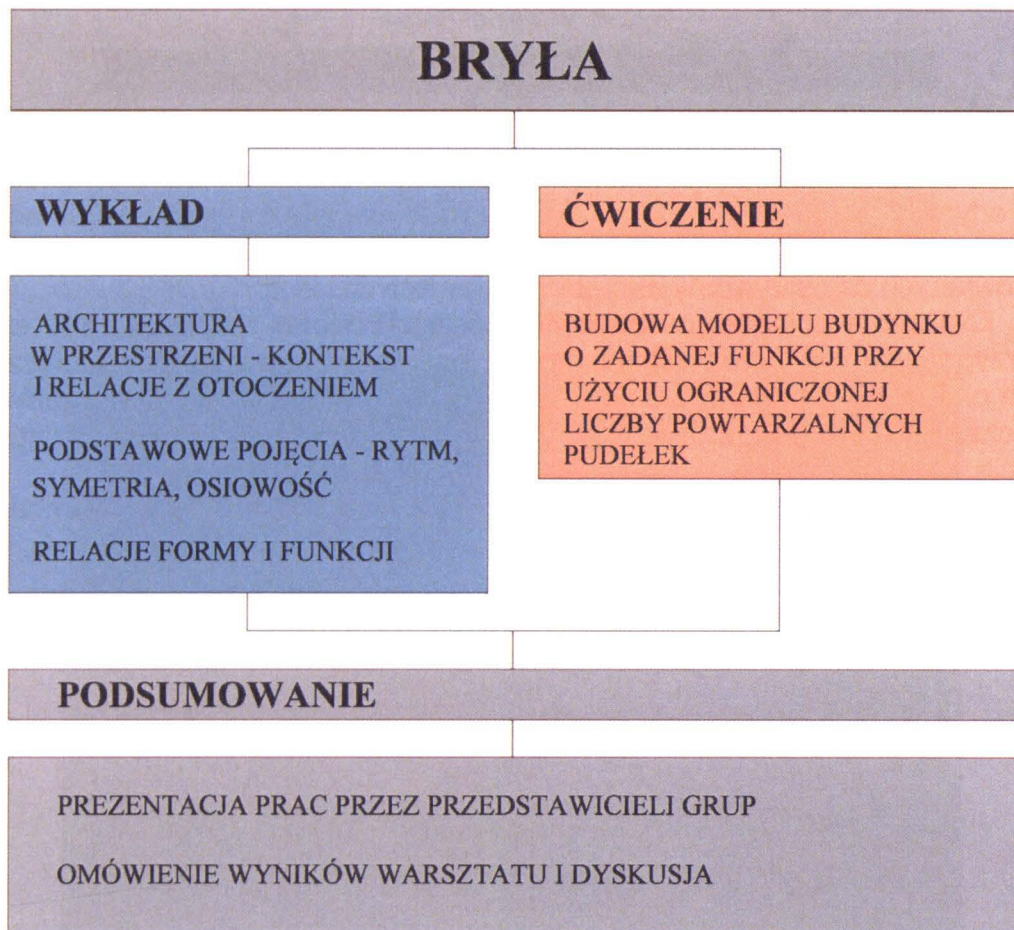 BRYŁA
WYKŁAD
ARCHITEKTURA
W PRZESTRZENI - KONTEKST
I RELACJE Z OTOCZENIEM
PODSTAWOWE POJĘCIA - RYTM,
SYMETRIA, OSIOWOŚĆ
RELACJE FORMY I FUNKCJI
ĆWICZENIE
BUDOWA MODELU BUDYNKU
O ZADANEJ FUNKCJI PRZY
UŻYCIU OGRANICZONEJ
LICZBY POWTARZALNYCH
PUDEŁEK
PODSUMOWANIE
PREZENTACJA PRAC PRZEZ PRZEDSTAWICIELI GRUP
OMÓWIENIE WYNIKÓW WARSZTATU I DYSKUSJA